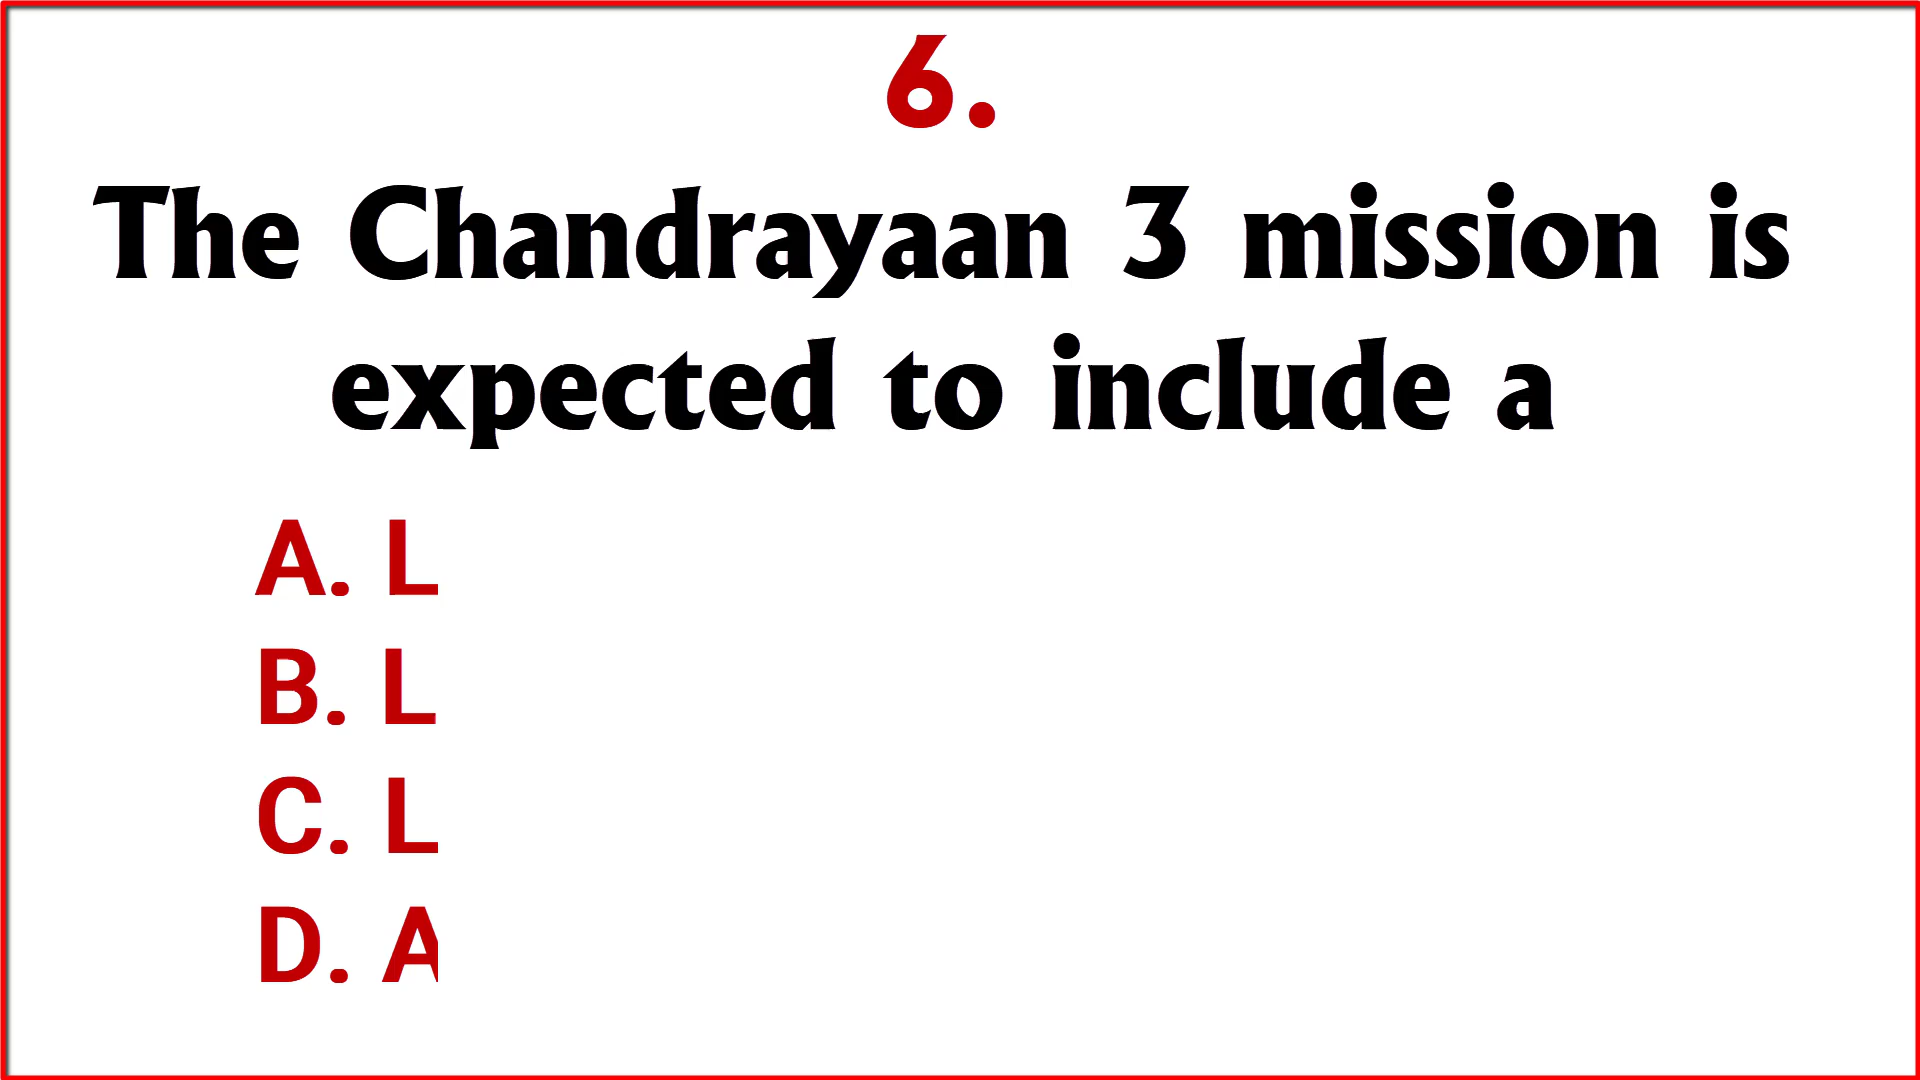 6.
The Chandrayaan 3 mission is
expected to include a
A. L
B. L
C. L
D. A